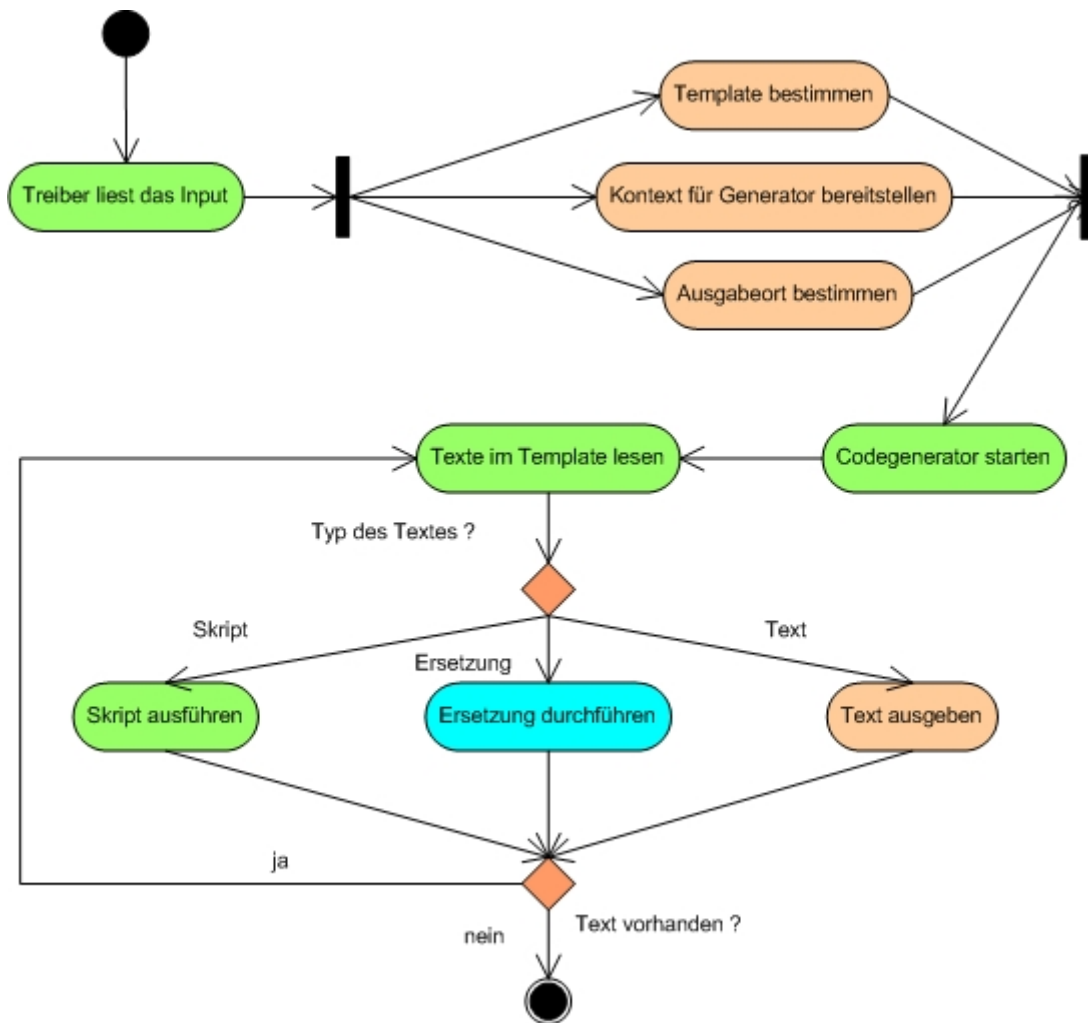 Template bestimmen
Treiber liest das Input
Kontext für Generator bereitstellen
Ausgabeort bestimmen
Texte im Template lesen
Codegenerator starten
Typ des Textes ?
Skript
Ersetzung
Text
Skript ausführen
Ersetzung durchführen
Text ausgeben
ja
Text vorhanden ?
nein